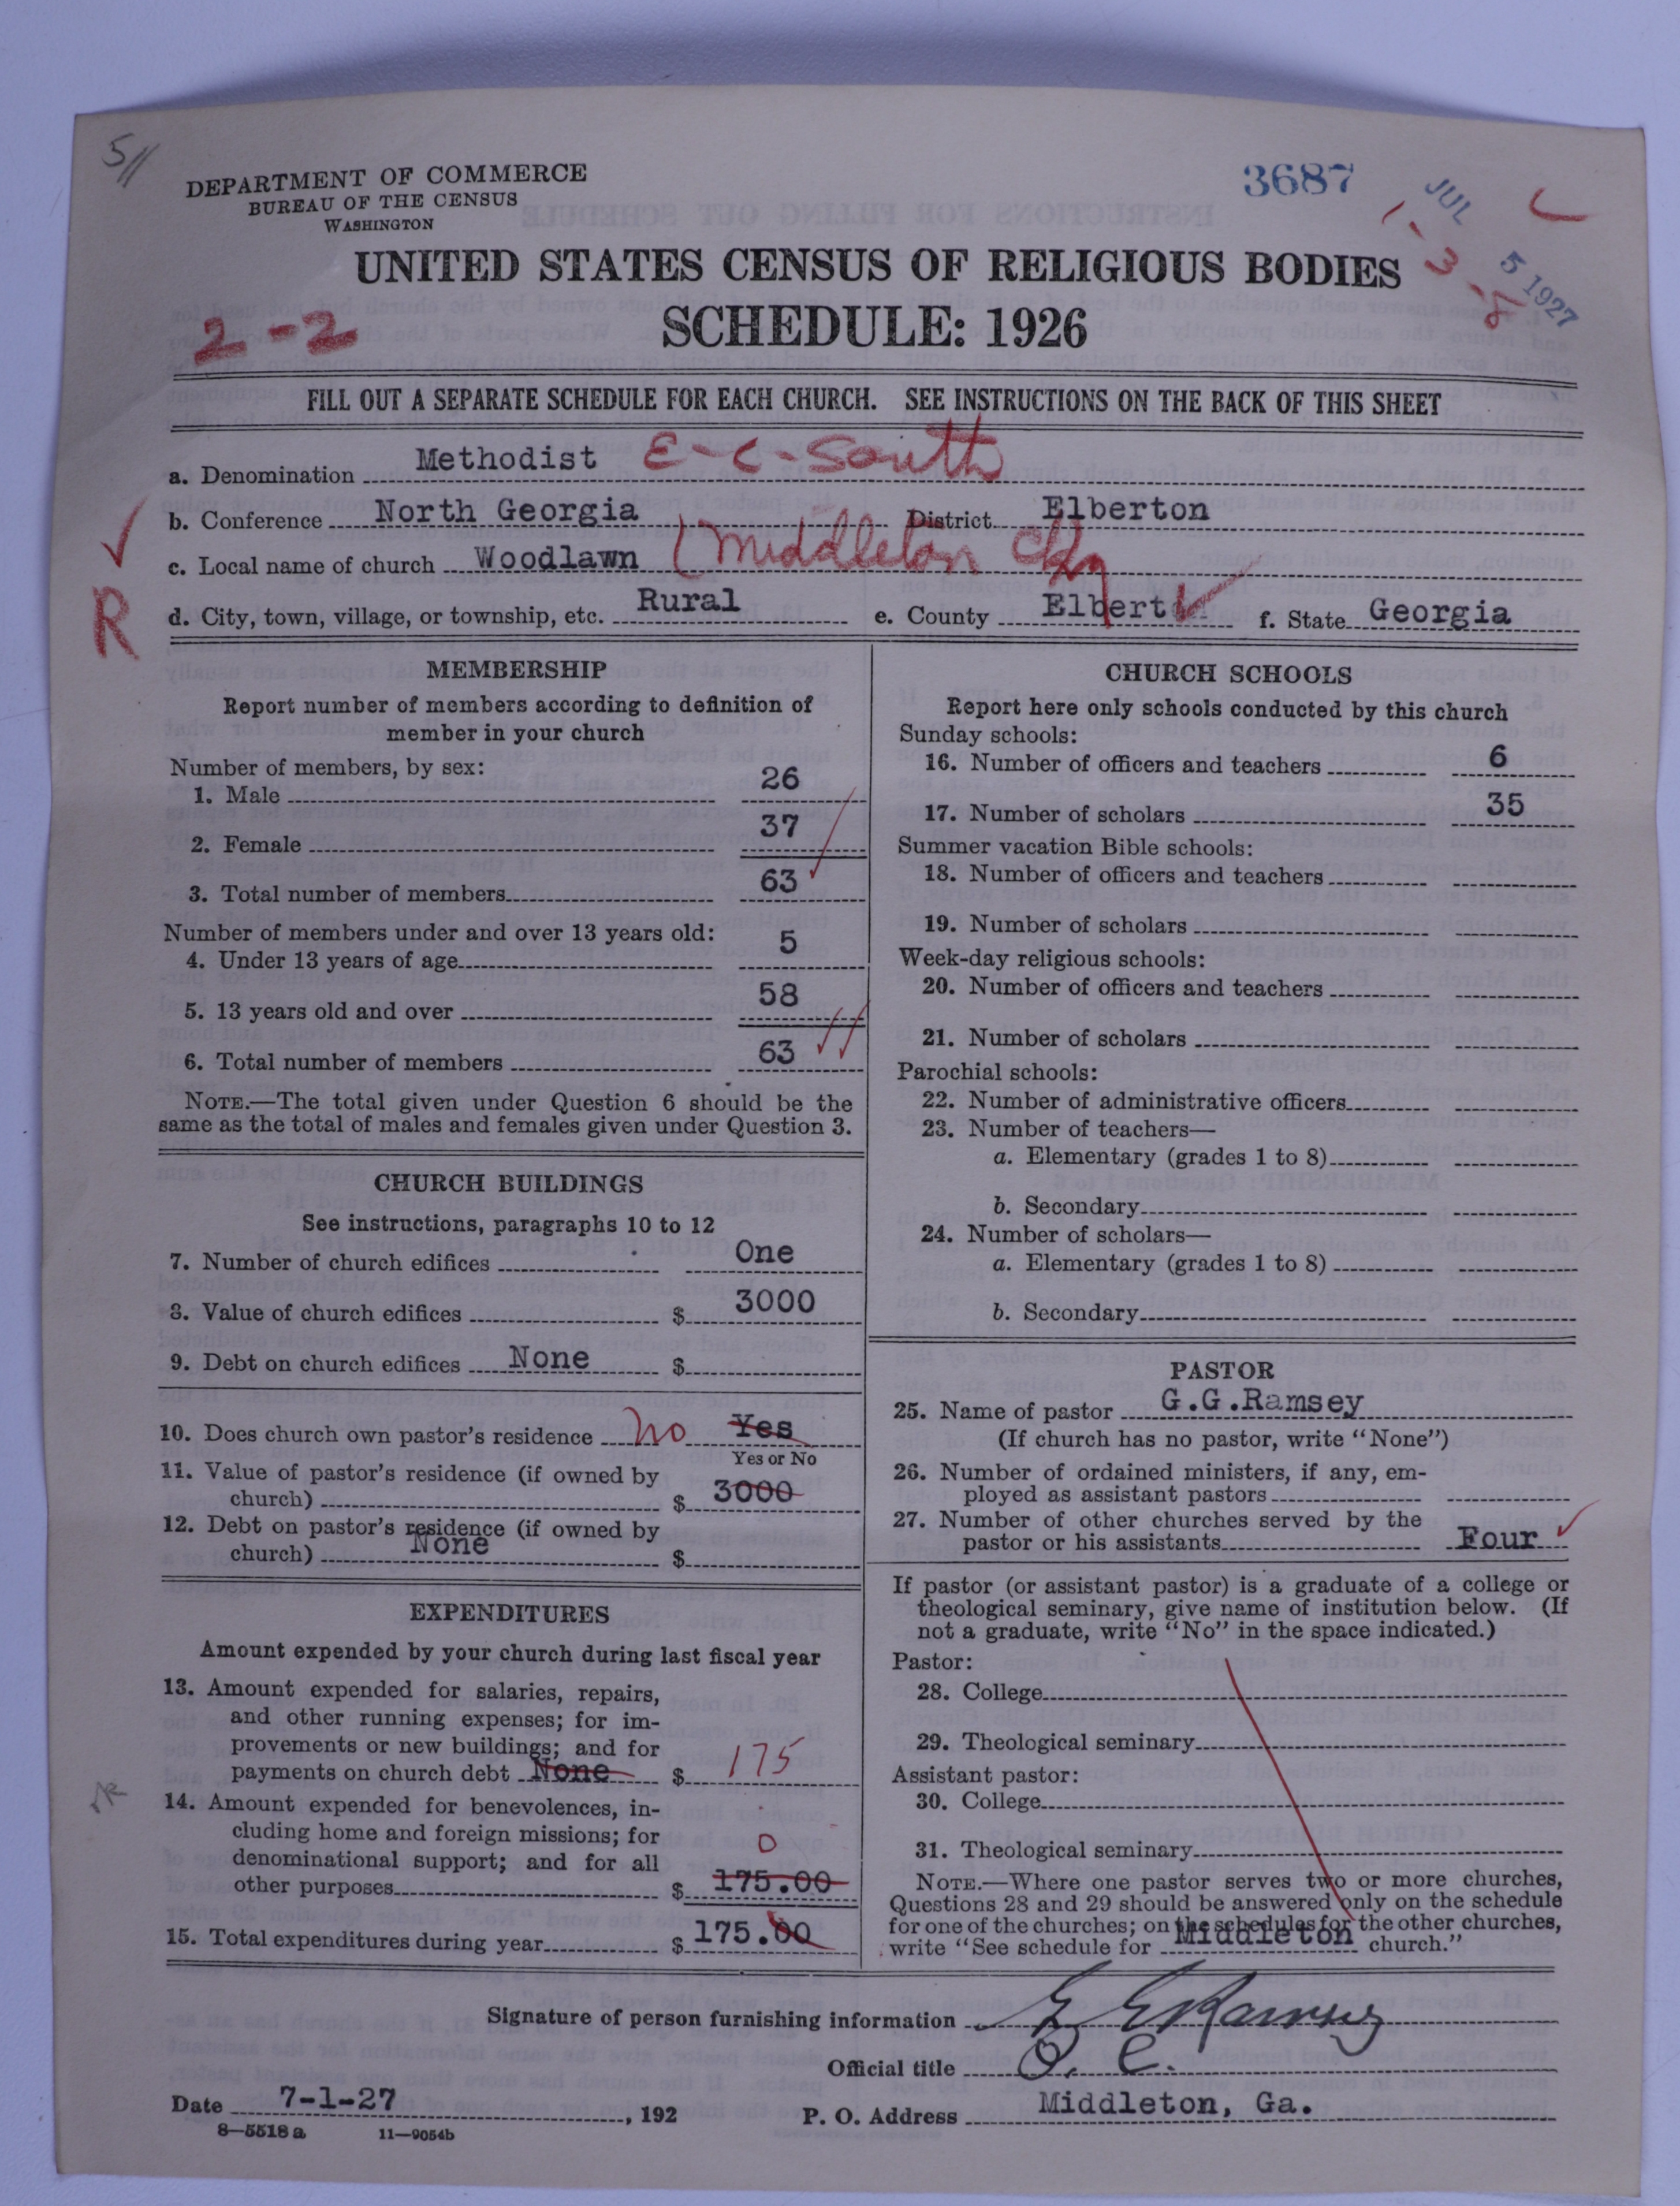 5//
DEPARTMENT OF COMMERCE
BUREAU OF THE CENSUS
WASHINGTON
3687
JUL 5 1927
1-3-8
UNITED STATES CENSUS OF RELIGIOUS BODIES
2-2
SCHEDULE: 1926
FILL OUT A SEPARATE SCHEDULE FOR EACH CHURCH. SEE INSTRUCTIONS ON THE BACK OF THIS SHEET
a. Denomination Methodist E-C-South
b. Conference North Georgia District Elberton
c. Local name of church Woodlawn (Middleton Chg
R
d. City, town, village, or township, etc. Rural e. County Elbert f. State Georgia
MEMBERSHIP
Report number of members according to definition of
member in your church
Number of members, by sex:
1. Male 26
2. Female 37
3. Total number of members 63
Number of members under and over 13 years old:
4. Under 13 years of age 5
5. 13 years old and over 58
6. Total number of members 63
NOTE.—The total given under Question 6 should be the
same as the total of males and females given under Question 3.
CHURCH BUILDINGS
See instructions, paragraphs 10 to 12
7. Number of church edifices One
8. Value of church edifices $ 3000
9. Debt on church edifices None $
10. Does church own pastor's residence No Yes
Yes or No
11. Value of pastor's residence (if owned by
church) $ 3000
12. Debt on pastor's residence (if owned by
church) None $
EXPENDITURES
Amount expended by your church during last fiscal year
13. Amount expended for salaries, repairs,
and other running expenses; for im-
provements or new buildings; and for
payments on church debt None $ 175
14. Amount expended for benevolences, in-
cluding home and foreign missions; for
denominational support; and for all 0
other purposes $ 175.00
15. Total expenditures during year $ 175.00
CHURCH SCHOOLS
Report here only schools conducted by this church
Sunday schools:
16. Number of officers and teachers 6
17. Number of scholars 35
Summer vacation Bible schools:
18. Number of officers and teachers
19. Number of scholars
Week-day religious schools:
20. Number of officers and teachers
21. Number of scholars
Parochial schools:
22. Number of administrative officers
23. Number of teachers—
a. Elementary (grades 1 to 8)
b. Secondary
24. Number of scholars—
a. Elementary (grades 1 to 8)
b. Secondary
PASTOR
25. Name of pastor G.G.Ramsey
(If church has no pastor, write "None")
26. Number of ordained ministers, if any, em-
ployed as assistant pastors
27. Number of other churches served by the
pastor or his assistants Four
If pastor (or assistant pastor) is a graduate of a college or
theological seminary, give name of institution below. (If
not a graduate, write "No" in the space indicated.)
Pastor:
28. College
29. Theological seminary
Assistant pastor:
30. College
31. Theological seminary
NOTE.—Where one pastor serves two or more churches,
Questions 28 and 29 should be answered only on the schedule
for one of the churches; on the schedules for the other churches,
write "See schedule for Middleton church."
Signature of person furnishing information G G Ramsey
Official title P. C.
Date 7-1-27, 192 P. O. Address Middleton, Ga.
8—5518 a 11—9054b